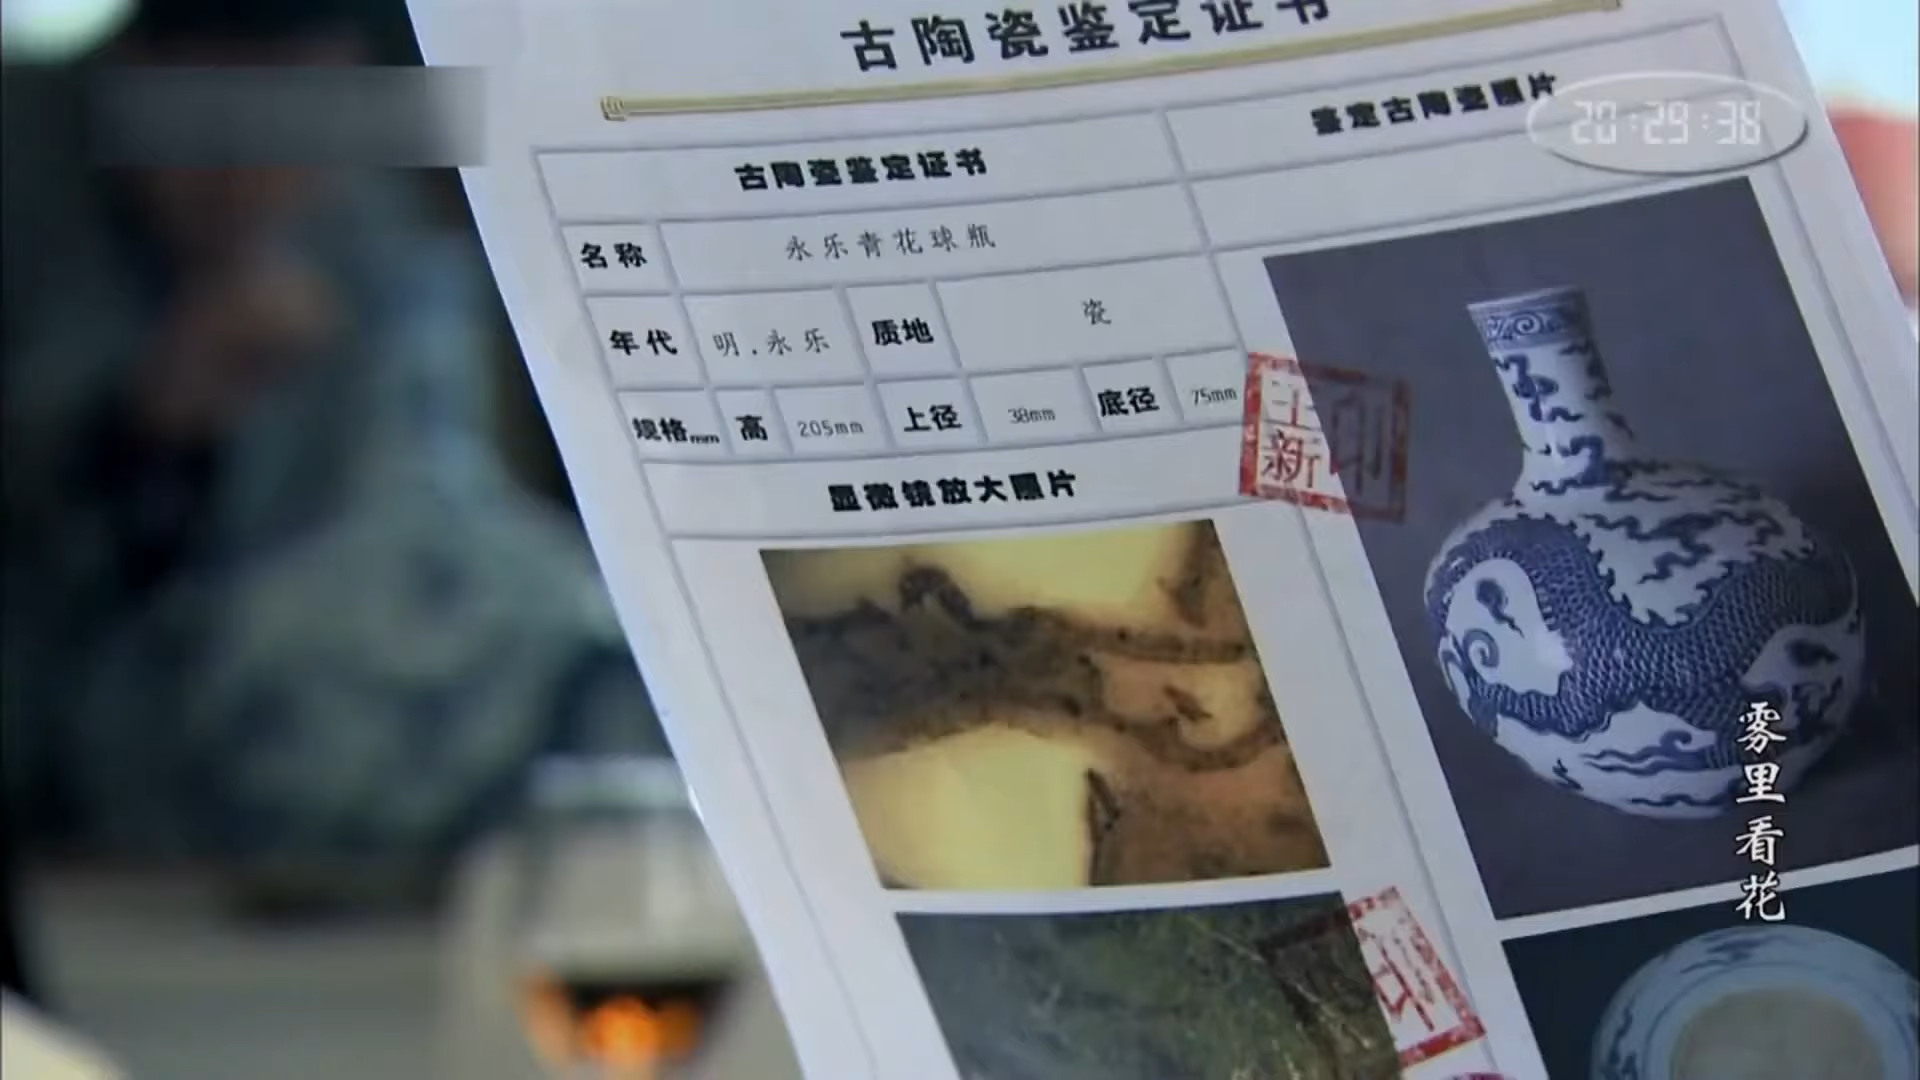 古陶瓷鉴定证书
20:29:38
古陶瓷鉴定证书
鉴定古陶瓷照片
名称
永乐青花球瓶
年代
明.永乐
质地
瓷
规格mm
高
205mm
上径
38mm
底径
75mm
显微镜放大照片
新
印
印
雾里看花